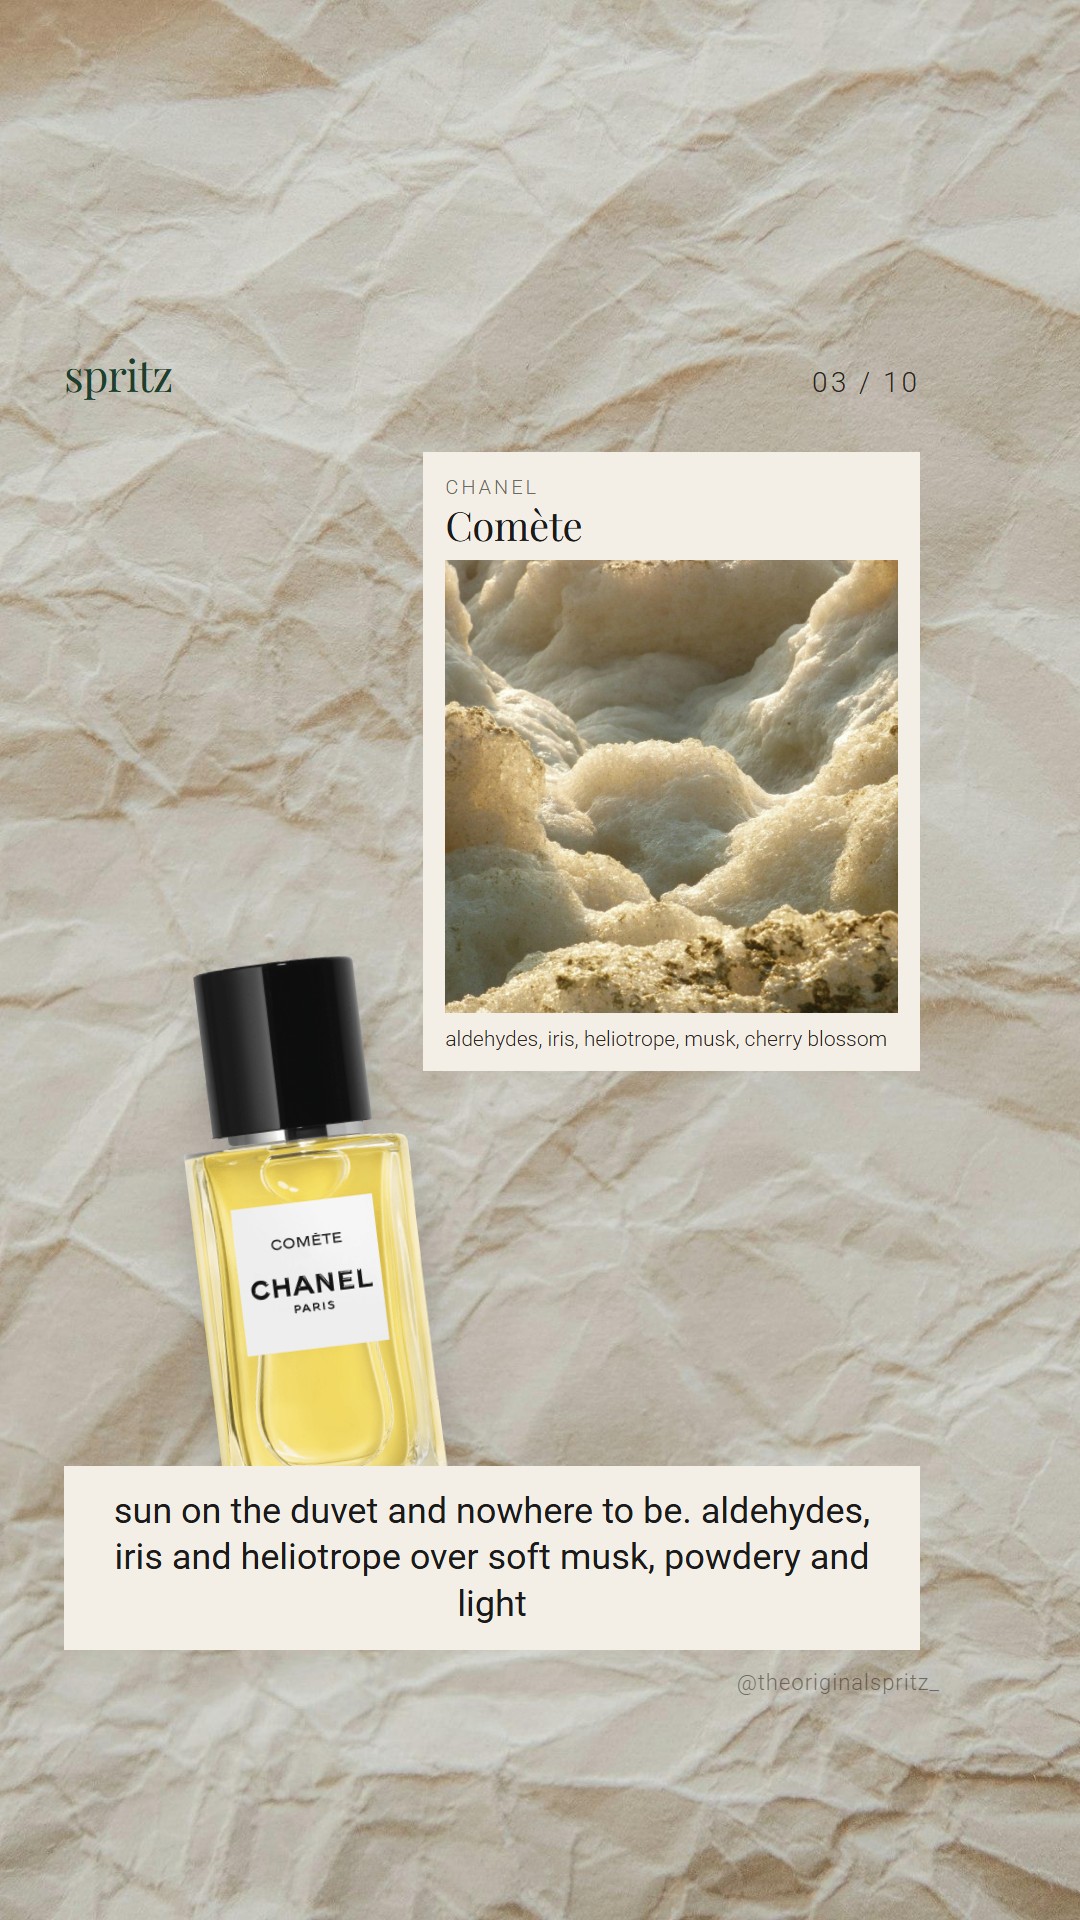 spritz
03 / 10
CHANEL
Comète
aldehydes, iris, heliotrope, musk, cherry blossom
COMÈTE
CHANEL
PARIS
sun on the duvet and nowhere to be. aldehydes,
iris and heliotrope over soft musk, powdery and
light
@theoriginalspritz_